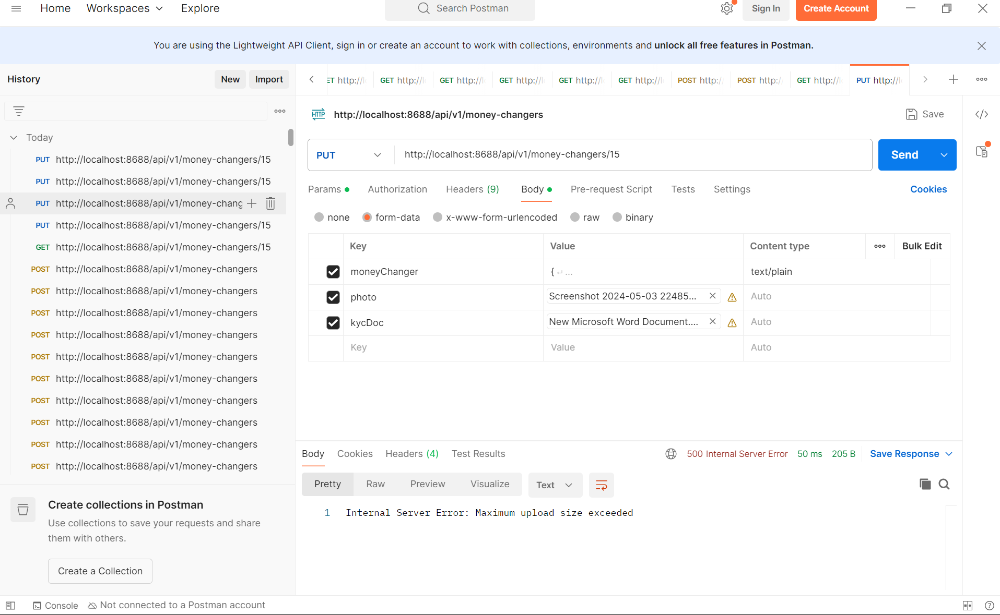 Home Workspaces Explore Search Postman Sign In Create Account
You are using the Lightweight API Client, sign in or create an account to work with collections, environments and unlock all free features in Postman.
History New Import
Today
PUT http://localhost:8688/api/v1/money-changers/15
PUT http://localhost:8688/api/v1/money-changers/15
PUT http://localhost:8688/api/v1/money-chang
PUT http://localhost:8688/api/v1/money-changers/15
GET http://localhost:8688/api/v1/money-changers/15
POST http://localhost:8688/api/v1/money-changers
POST http://localhost:8688/api/v1/money-changers
POST http://localhost:8688/api/v1/money-changers
POST http://localhost:8688/api/v1/money-changers
POST http://localhost:8688/api/v1/money-changers
POST http://localhost:8688/api/v1/money-changers
POST http://localhost:8688/api/v1/money-changers
POST http://localhost:8688/api/v1/money-changers
POST http://localhost:8688/api/v1/money-changers
POST http://localhost:8688/api/v1/money-changers
Create collections in Postman
Use collections to save your requests and share
them with others.
Create a Collection
ET http:// GET http:// GET http:// GET http:// GET http:// GET http:// POST http:/ POST http:/ GET http:// PUT http://
HTTP http://localhost:8688/api/v1/money-changers Save </>
PUT http://localhost:8688/api/v1/money-changers/15 Send
Params Authorization Headers (9) Body Pre-request Script Tests Settings Cookies
none form-data x-www-form-urlencoded raw binary
Key Value Content type Bulk Edit
moneyChanger { ↵ ... text/plain
photo Screenshot 2024-05-03 22485... Auto
kycDoc New Microsoft Word Document.... Auto
Key Value Auto
Body Cookies Headers (4) Test Results 500 Internal Server Error 50 ms 205 B Save Response
Pretty Raw Preview Visualize Text
1 Internal Server Error: Maximum upload size exceeded
Console Not connected to a Postman account